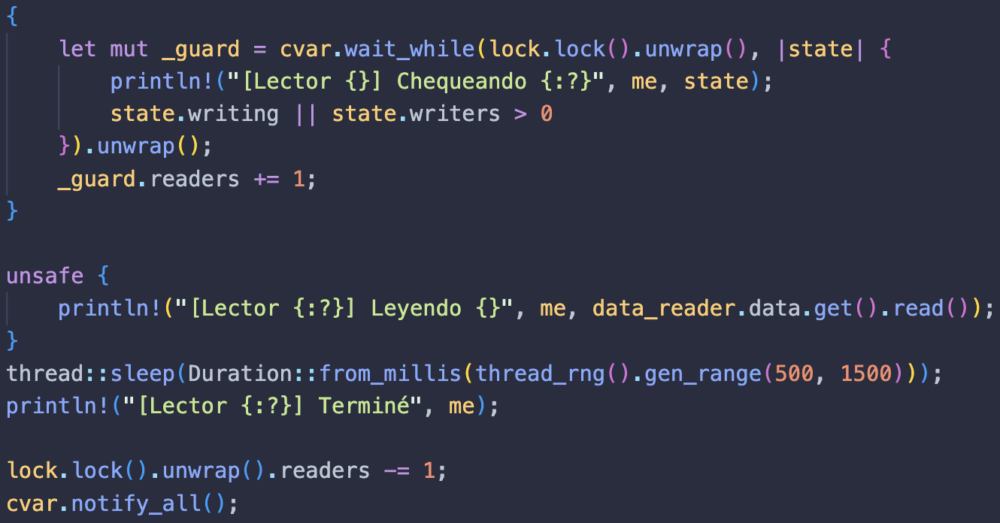 {
    let mut _guard = cvar.wait_while(lock.lock().unwrap(), |state| {
        println!("[Lector {}] Chequeando {:?}", me, state);
        state.writing || state.writers > 0
    }).unwrap();
    _guard.readers += 1;
}

unsafe {
    println!("[Lector {:?}] Leyendo {}", me, data_reader.data.get().read());
}
thread::sleep(Duration::from_millis(thread_rng().gen_range(500, 1500)));
println!("[Lector {:?}] Terminé", me);

lock.lock().unwrap().readers -= 1;
cvar.notify_all();